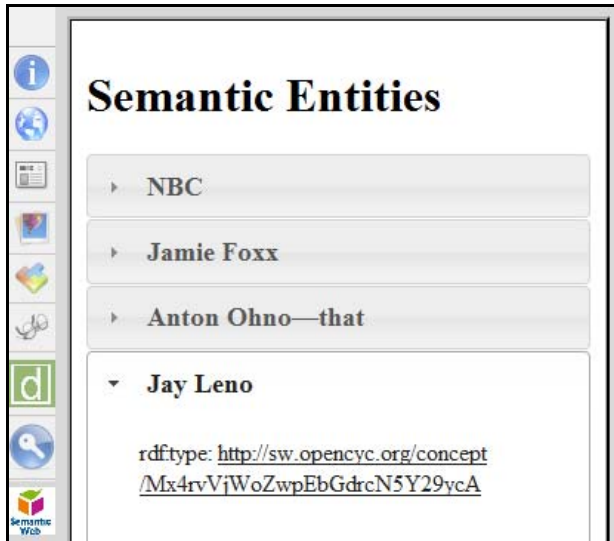 Semantic Entities
NBC
Jamie Foxx
Anton Ohno—that
Jay Leno
rdf:type: http://sw.opencyc.org/concept
/Mx4rvVjWoZwpEbGdrcN5Y29ycA
i
d
Semantic
Web